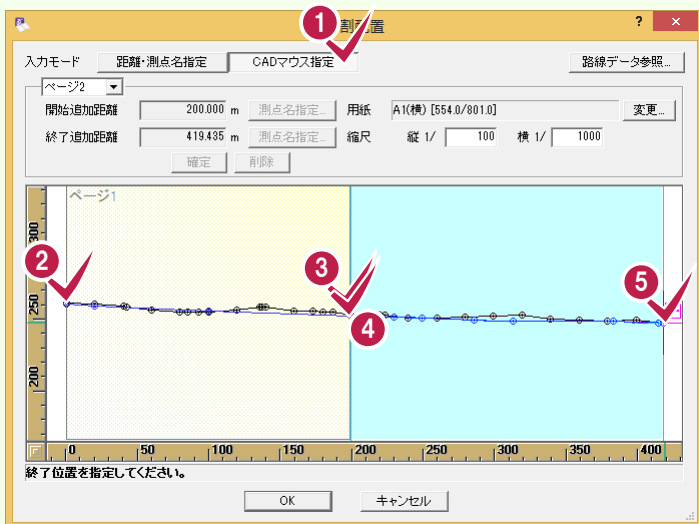 1 割配置 ? ×
入力モード 距離・測点名指定 CADマウス指定 路線データ参照...
ページ2
開始追加距離 200.000 m 測点名指定... 用紙 A1(横) [554.0/801.0] 変更...
終了追加距離 419.435 m 測点名指定... 縮尺 縦 1/ 100 横 1/ 1000
確定 削除
ページ1
300
2 3 5
250
4
200
0 50 100 150 200 250 300 350 400
終了位置を指定してください。
OK キャンセル